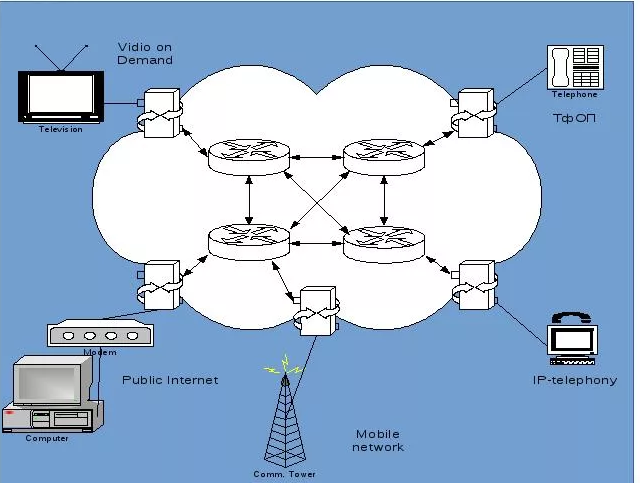 Vidio on
Demand
Television
Telephone
ТфОП
Modem
Public Internet
Computer
IP-telephony
Mobile
network
Comm. Tower